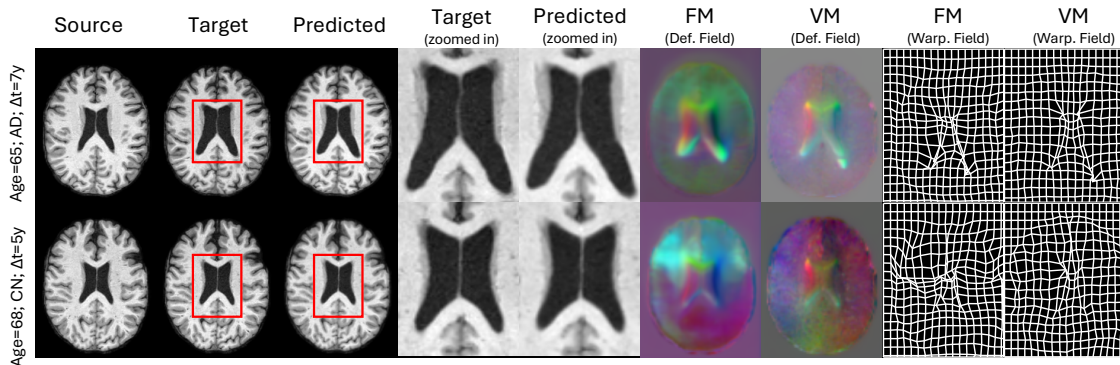 Source
Target
Predicted
Target
(zoomed in)
Predicted
(zoomed in)
FM
(Def. Field)
VM
(Def. Field)
FM
(Warp. Field)
VM
(Warp. Field)
Age=65; AD; Δt=7y
Age=68; CN; Δt=5y